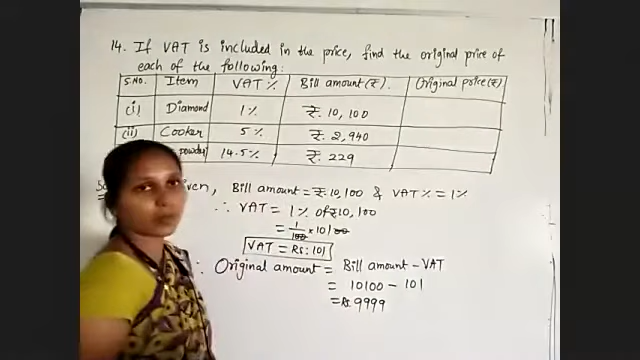 14. If VAT is included in the price, find the original price of
each of the following:
S.NO. Item VAT % Bill amount (₹). Original price (₹)
(i) Diamond 1% ₹. 10,100
(ii) Cooker 5% ₹. 2,940
powder 14.5% ₹. 229
Given, Bill amount = ₹. 10,100 & VAT% = 1%
∴ VAT = 1% of ₹10,100
= 1/100 × 10100
VAT = Rs. 101
∴ Original amount = Bill amount - VAT
= 10100 - 101
= Rs. 9999